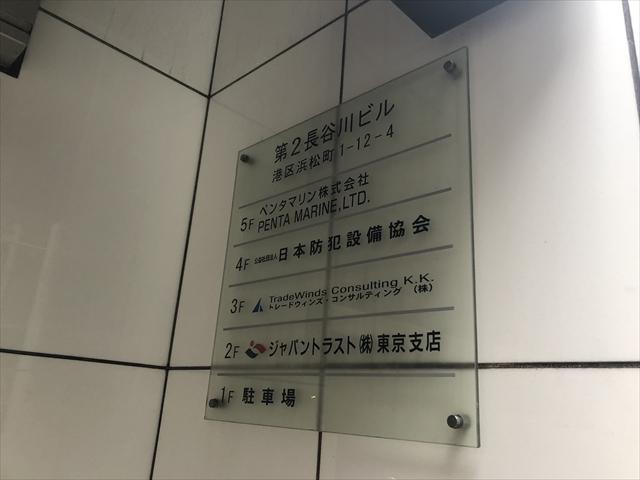 第2長谷川ビル
港区浜松町1-12-4
5F ペンタマリン株式会社
PENTA MARINE,LTD.
4F 公益社団法人 日本防犯設備協会
3F TradeWinds Consulting K.K.
トレードウィンズ・コンサルティング (株)
2F ジャパントラスト(株)東京支店
1F 駐車場